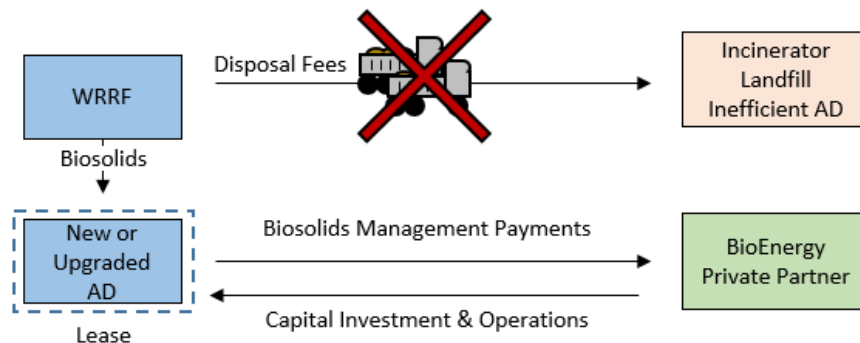 WRRF
Disposal Fees
Incinerator
Landfill
Inefficient AD
Biosolids
New or
Upgraded
AD
Lease
Biosolids Management Payments
Capital Investment & Operations
BioEnergy
Private Partner